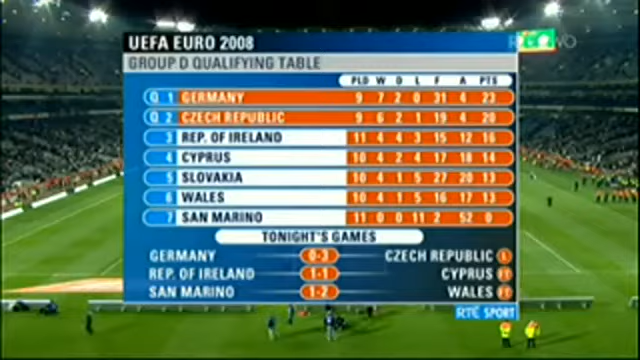 UEFA EURO 2008
GROUP D QUALIFYING TABLE
PLD W D L F A PTS
Q 1 GERMANY 9 7 2 0 31 4 23
Q 2 CZECH REPUBLIC 9 6 2 1 19 4 20
3 REP. OF IRELAND 11 4 4 3 15 12 16
4 CYPRUS 10 4 2 4 17 18 14
5 SLOVAKIA 10 4 1 5 27 20 13
6 WALES 10 4 1 5 16 17 13
7 SAN MARINO 11 0 0 11 2 52 0
TONIGHT'S GAMES
GERMANY 0-3 CZECH REPUBLIC L
REP. OF IRELAND 1-1 CYPRUS FT
SAN MARINO 1-2 WALES FT
RTÉ SPORT